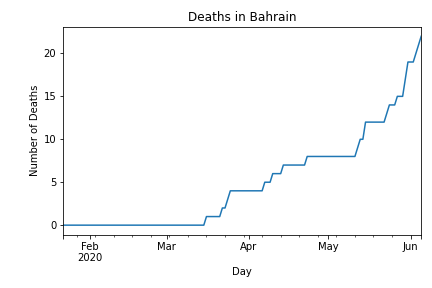 Deaths in Bahrain
Number of Deaths
20
15
10
5
0
Feb
2020
Mar
Apr
May
Jun
Day